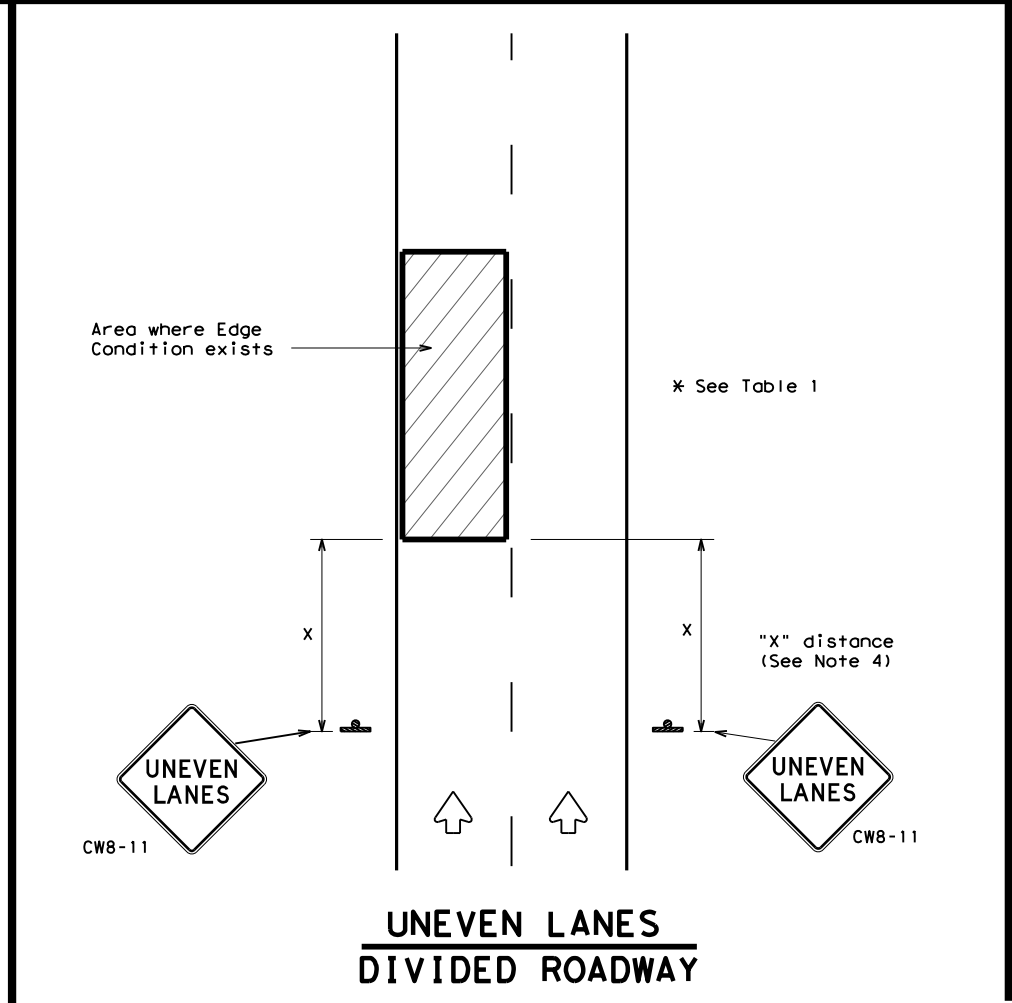 Area where Edge
Condition exists
* See Table 1
X
X
"X" distance
(See Note 4)
UNEVEN
LANES
CW8-11
UNEVEN
LANES
CW8-11
UNEVEN LANES
DIVIDED ROADWAY